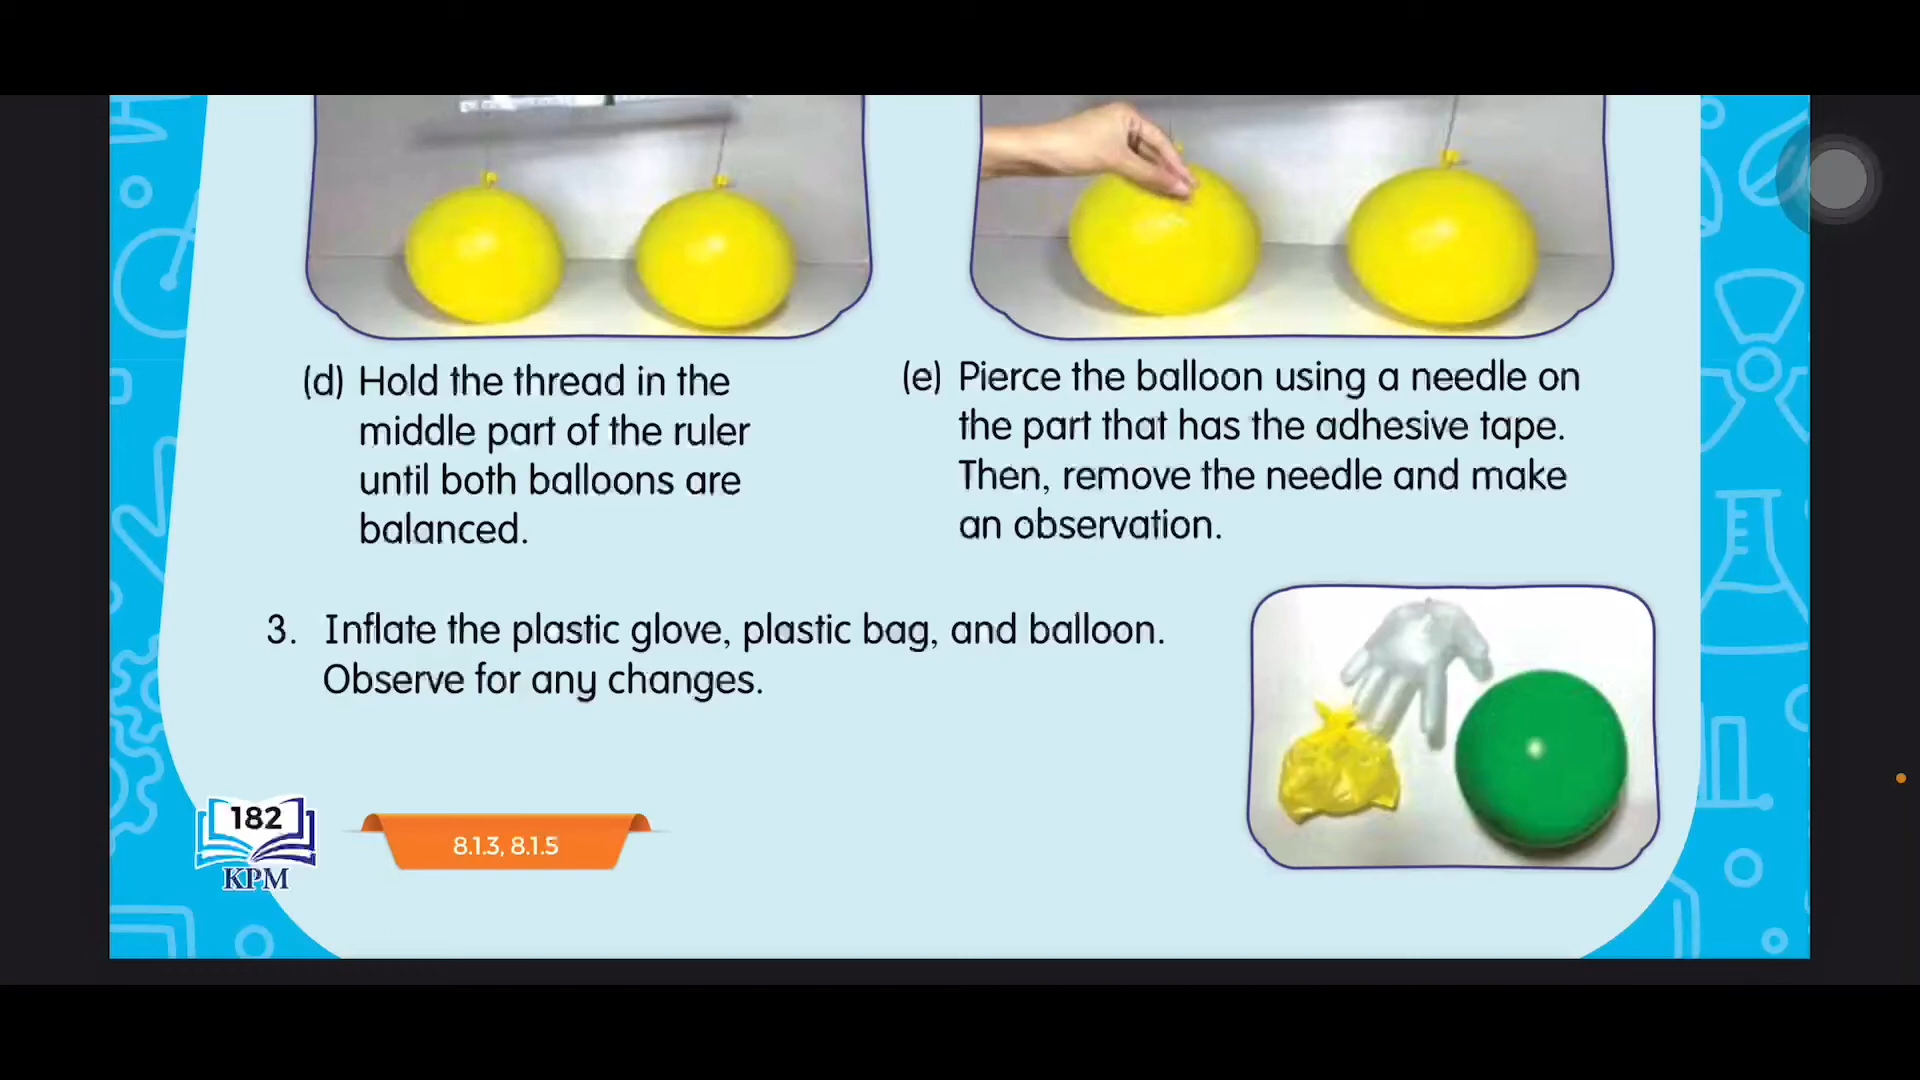 (d) Hold the thread in the
middle part of the ruler
until both balloons are
balanced.
(e) Pierce the balloon using a needle on
the part that has the adhesive tape.
Then, remove the needle and make
an observation.
3. Inflate the plastic glove, plastic bag, and balloon.
Observe for any changes.
182
KPM
8.1.3, 8.1.5